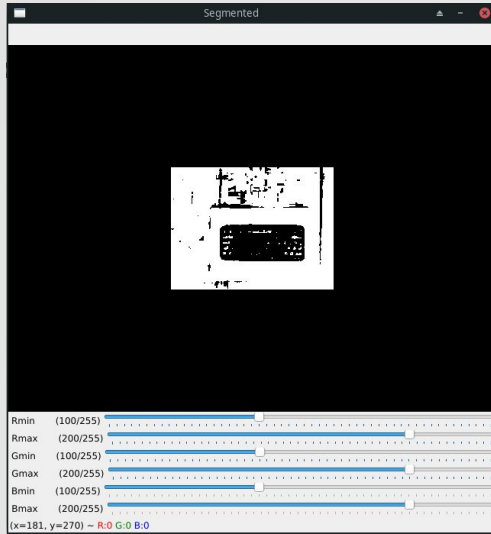 Segmented
Rmin (100/255)
Rmax (200/255)
Gmin (100/255)
Gmax (200/255)
Bmin (100/255)
Bmax (200/255)
(x=181, y=270) ~ R:0 G:0 B:0